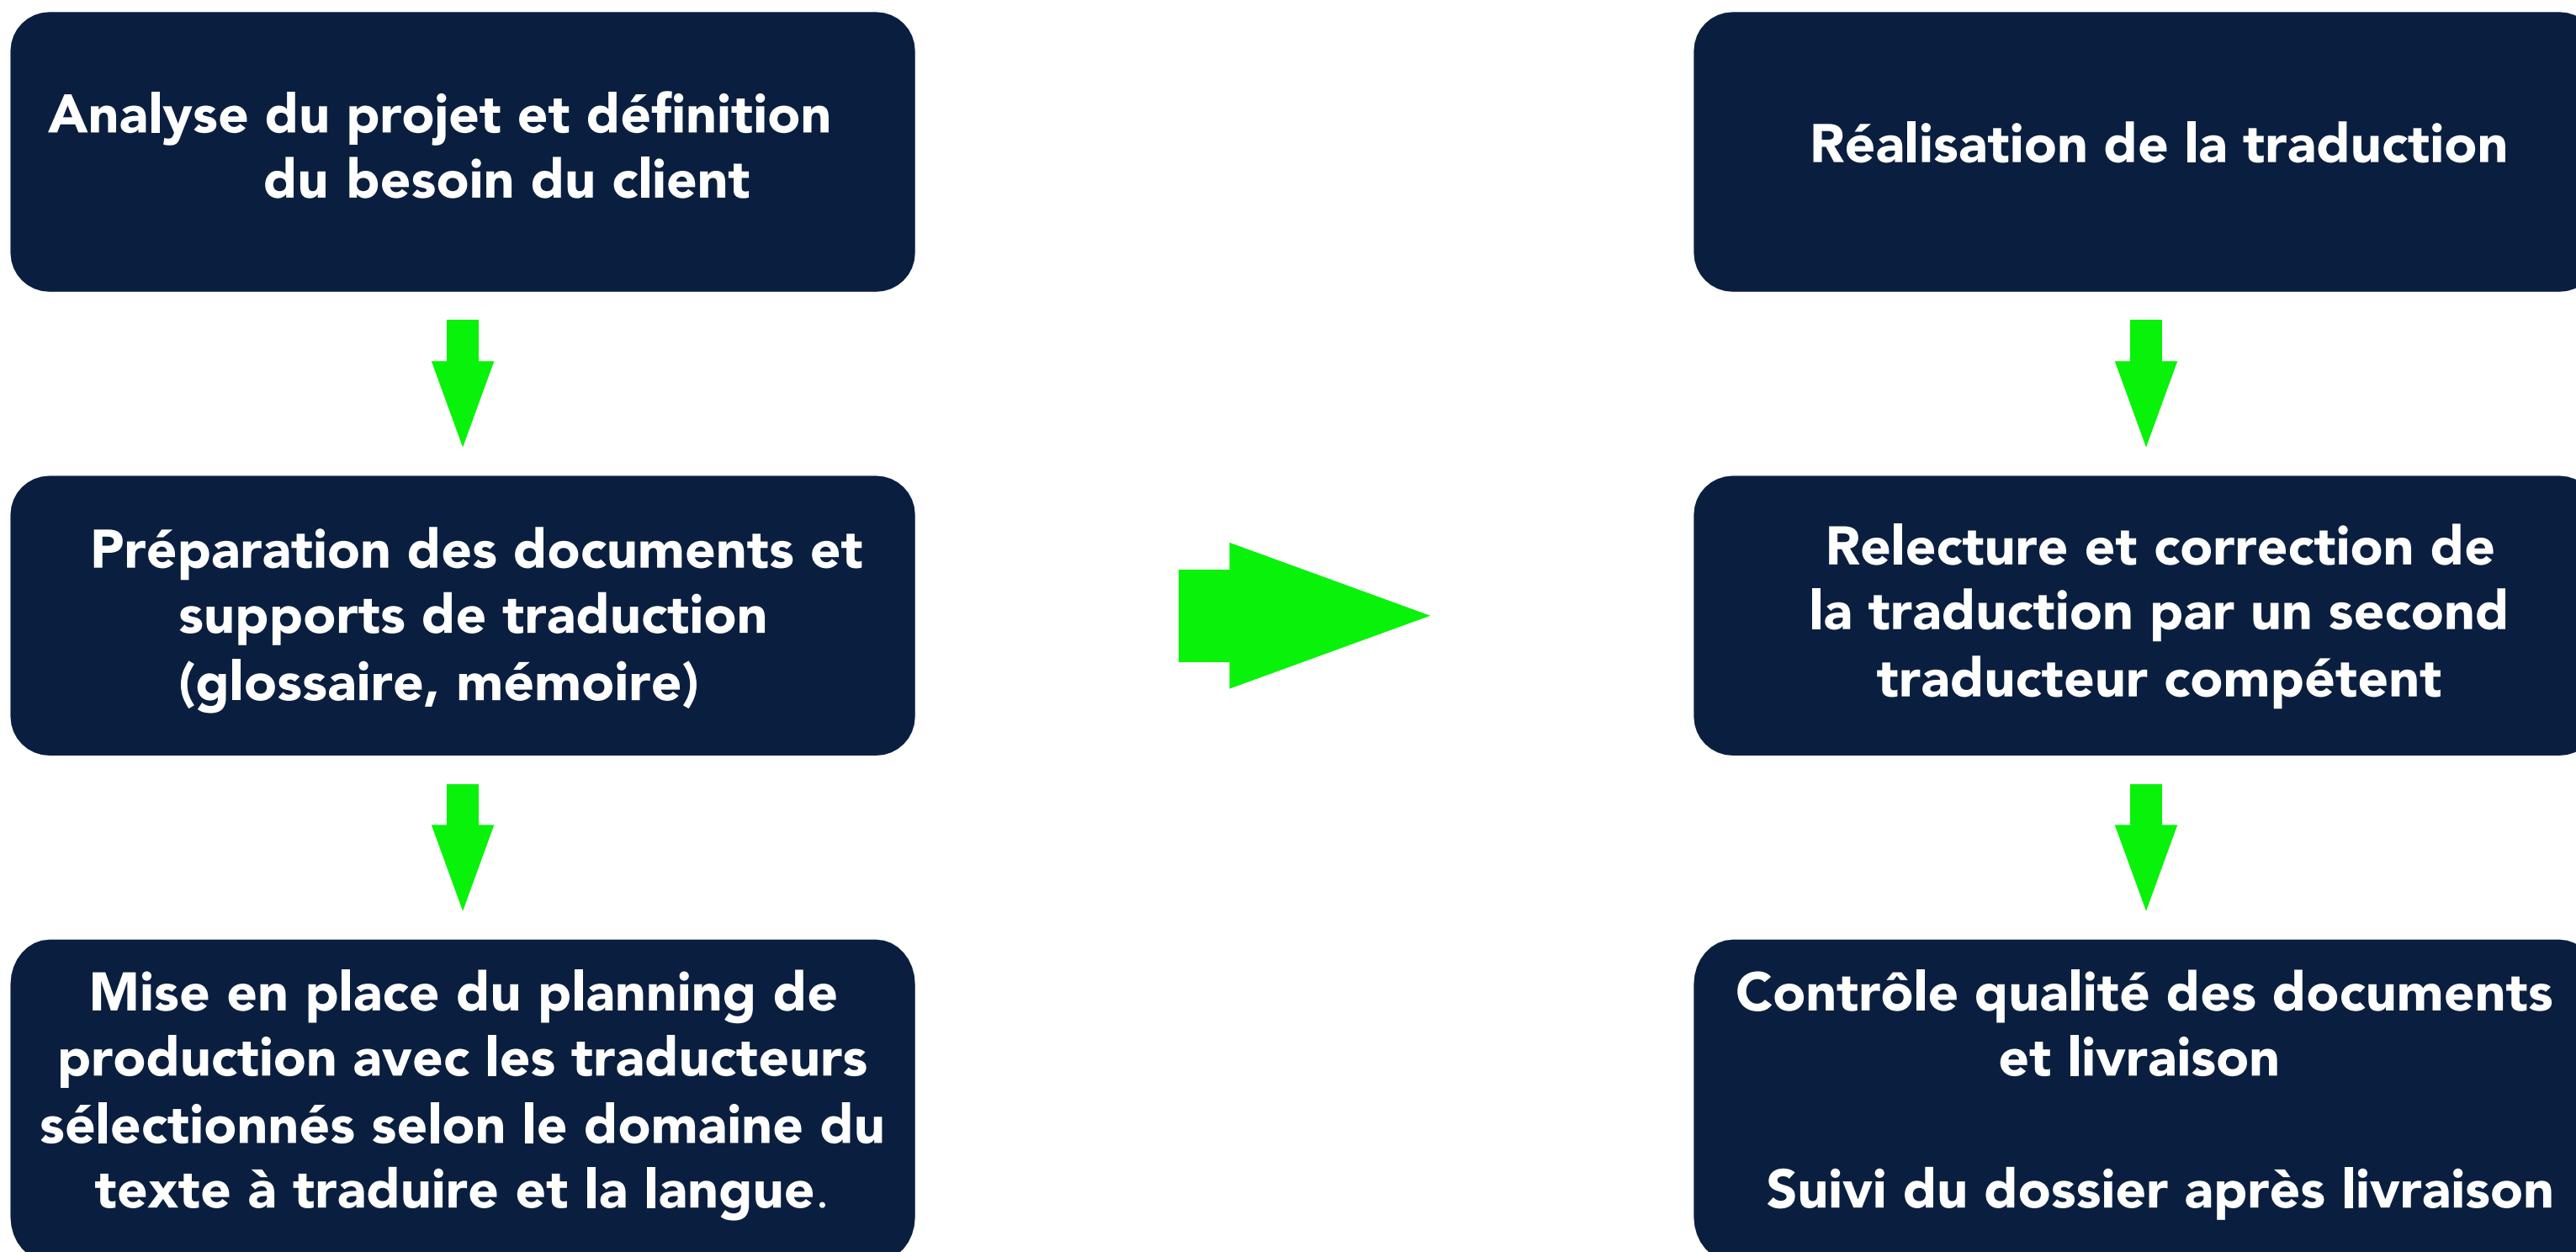 Analyse du projet et définition
du besoin du client
Préparation des documents et
supports de traduction
(glossaire, mémoire)
Mise en place du planning de
production avec les traducteurs
sélectionnés selon le domaine du
texte à traduire et la langue.
Réalisation de la traduction
Relecture et correction de
la traduction par un second
traducteur compétent
Contrôle qualité des documents
et livraison
Suivi du dossier après livraison